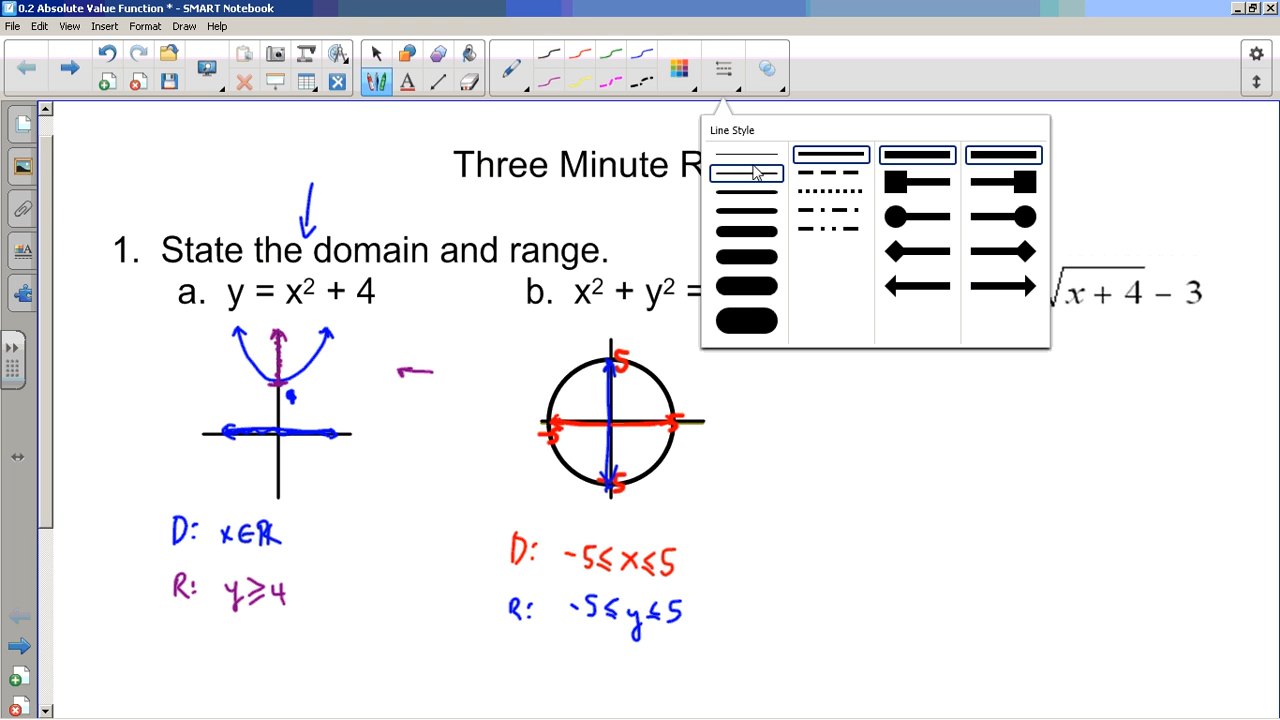 0.2 Absolute Value Function * - SMART Notebook
File Edit View Insert Format Draw Help
Line Style
Three Minute R
1. State the domain and range.
a. y = x² + 4
b. x² + y² =
√x + 4 − 3
4
5
-5
5
-5
D: x∈ℝ
R: y⩾4
D: -5⩽x⩽5
R: -5⩽y⩽5